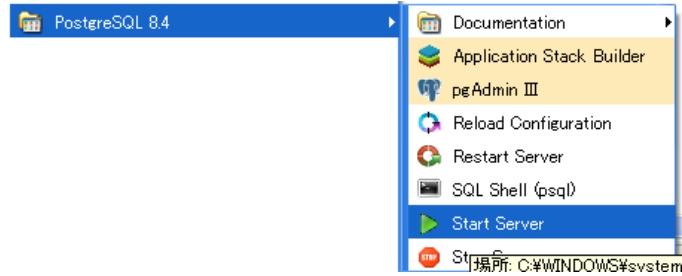 PostgreSQL 8.4
Documentation
Application Stack Builder
pgAdmin III
Reload Configuration
Restart Server
SQL Shell (psql)
Start Server
場所: C:¥WINDOWS¥system